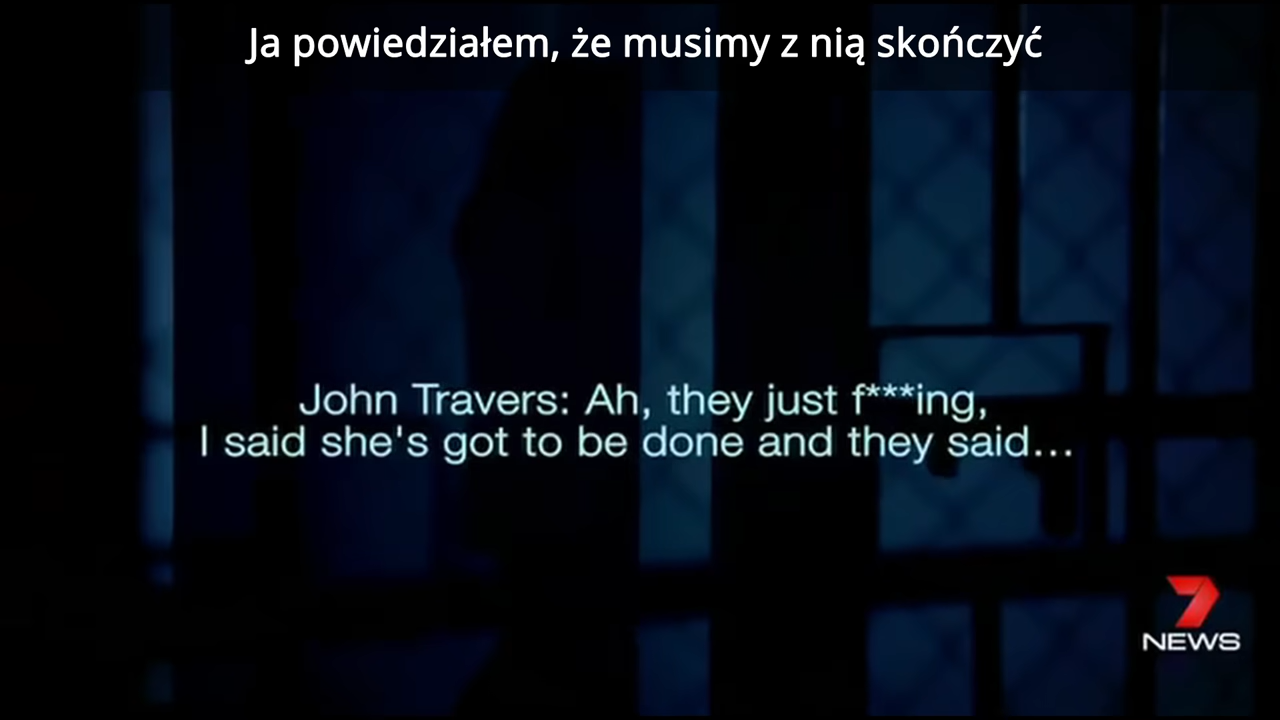 Ja powiedziałem, że musimy z nią skończyć
John Travers: Ah, they just f***ing,
I said she's got to be done and they said...
7
NEWS